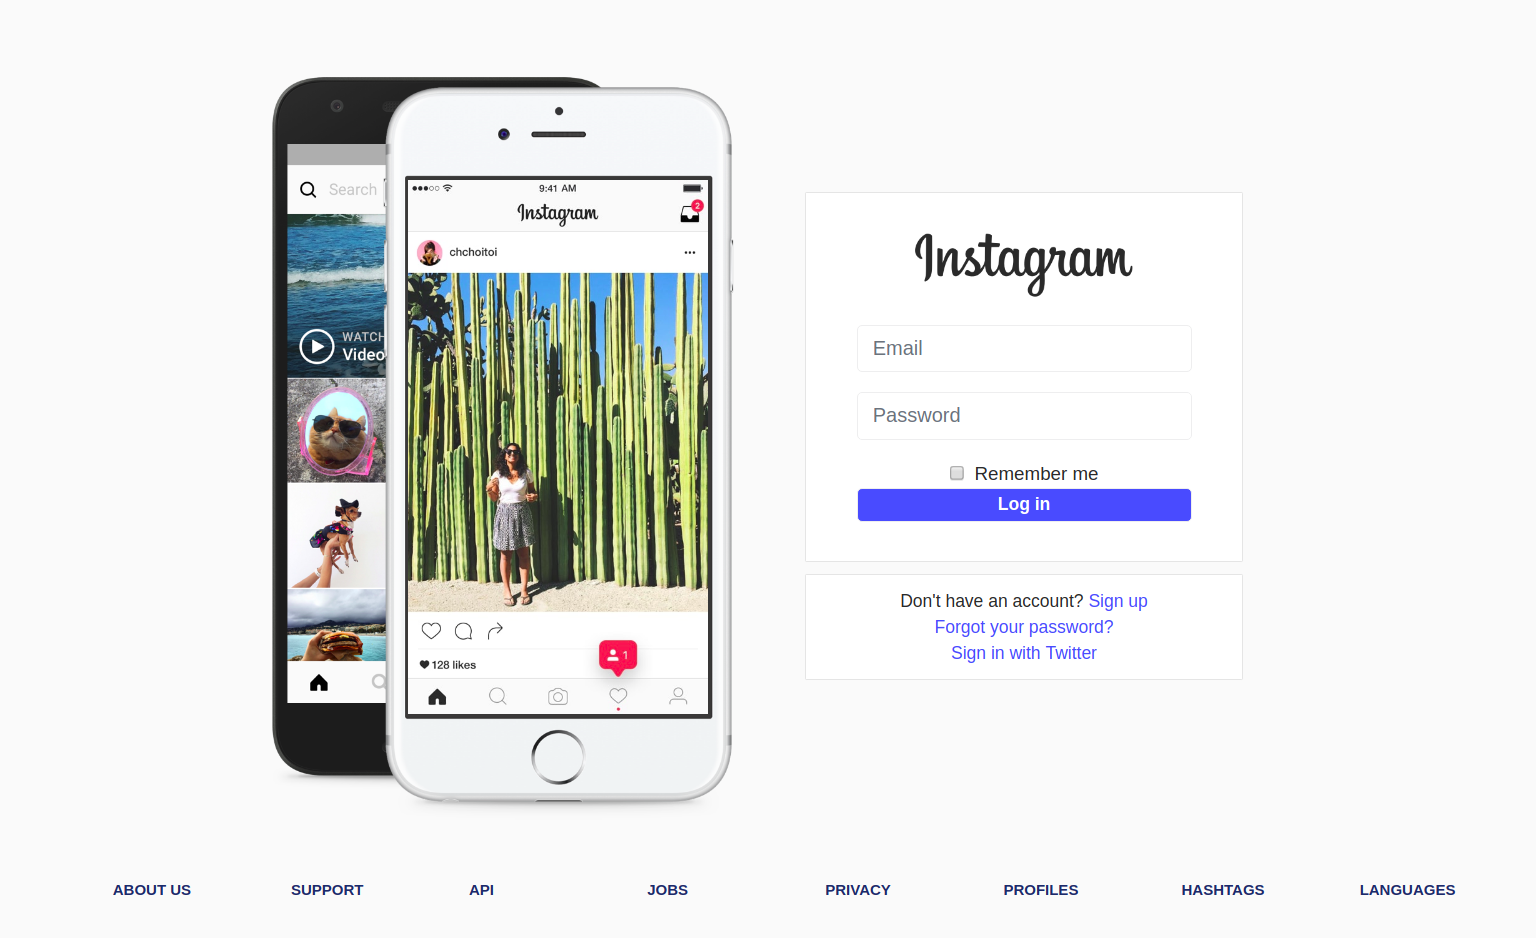 Search
WATCH
Video
9:41 AM
Instagram
2
chchoitoi
1
128 likes
Instagram
Email
Password
Remember me
Log in
Don't have an account? Sign up
Forgot your password?
Sign in with Twitter
ABOUT US
SUPPORT
API
JOBS
PRIVACY
PROFILES
HASHTAGS
LANGUAGES